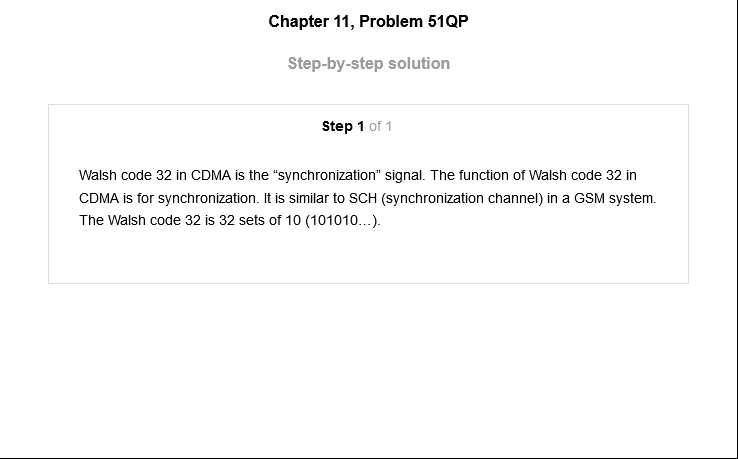 Chapter 11, Problem 51QP
Step-by-step solution
Step 1 of 1
Walsh code 32 in CDMA is the “synchronization” signal. The function of Walsh code 32 in
CDMA is for synchronization. It is similar to SCH (synchronization channel) in a GSM system.
The Walsh code 32 is 32 sets of 10 (101010…).